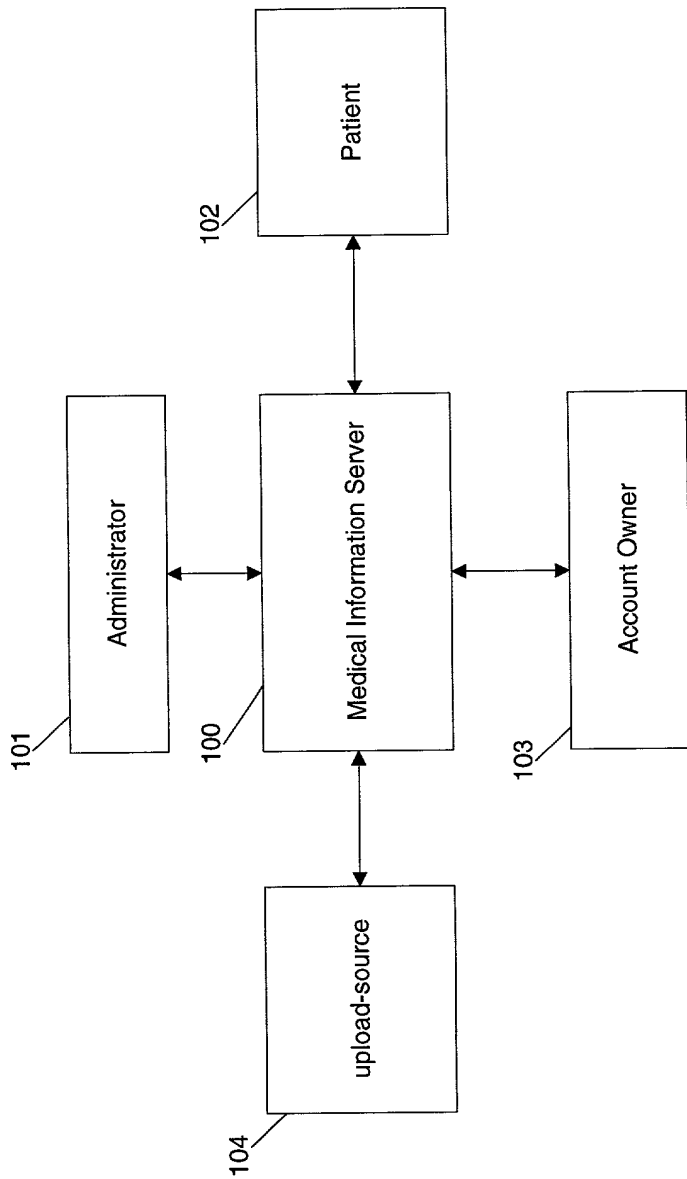 101
Administrator
100
Medical Information Server
102
Patient
103
Account Owner
104
upload-source